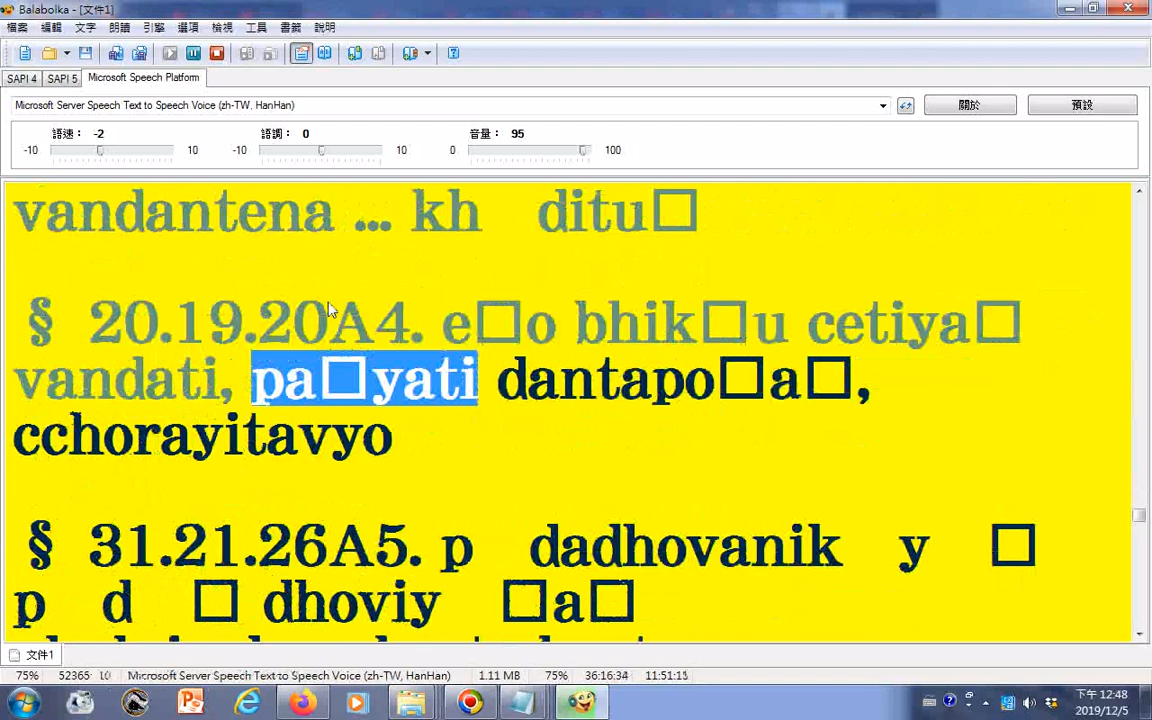 Balabolka - [文件1]
檔案 編輯 文字 朗讀 引擎 選項 檢視 工具 書籤 說明
SAPI 4 SAPI 5 Microsoft Speech Platform
Microsoft Server Speech Text to Speech Voice (zh-TW, HanHan) 關於 預設
語速： -2 語調： 0 音量： 95
-10 10 -10 10 0 100
vandantena ... kh ditu□
§ 20.19.20A4. e□o bhik□u cetiya□
vandati, pa□yati dantapo□a□,
cchorayitavyo
§ 31.21.26A5. p dadhovanik y □
p d □ dhoviy □a□
文件1
75% 52365 Microsoft Server Speech Text to Speech Voice (zh-TW, HanHan) 1.11 MB 75% 36:16:34 11:51:15
下午 12:48
2019/12/5